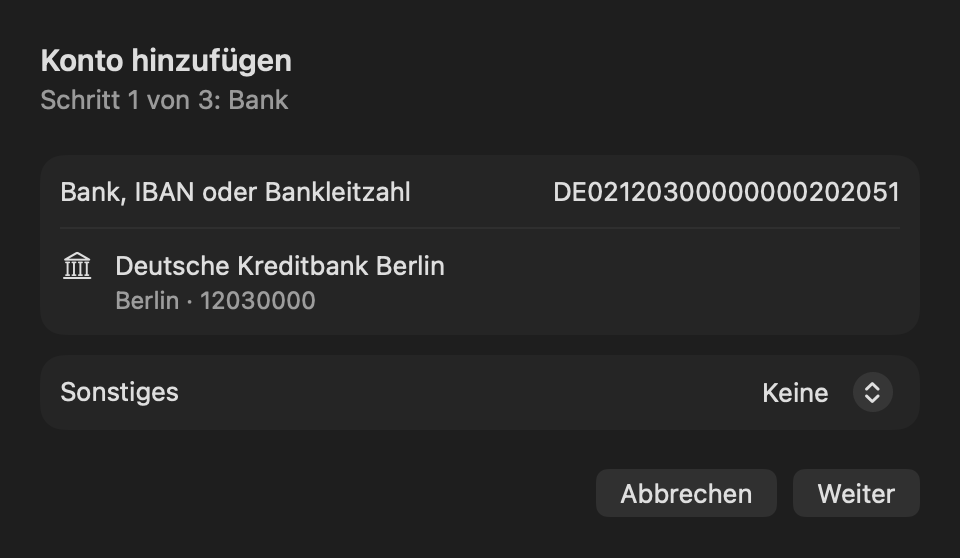 Konto hinzufügen
Schritt 1 von 3: Bank
Bank, IBAN oder Bankleitzahl DE02120300000000202051
Deutsche Kreditbank Berlin
Berlin · 12030000
Sonstiges Keine
Abbrechen Weiter